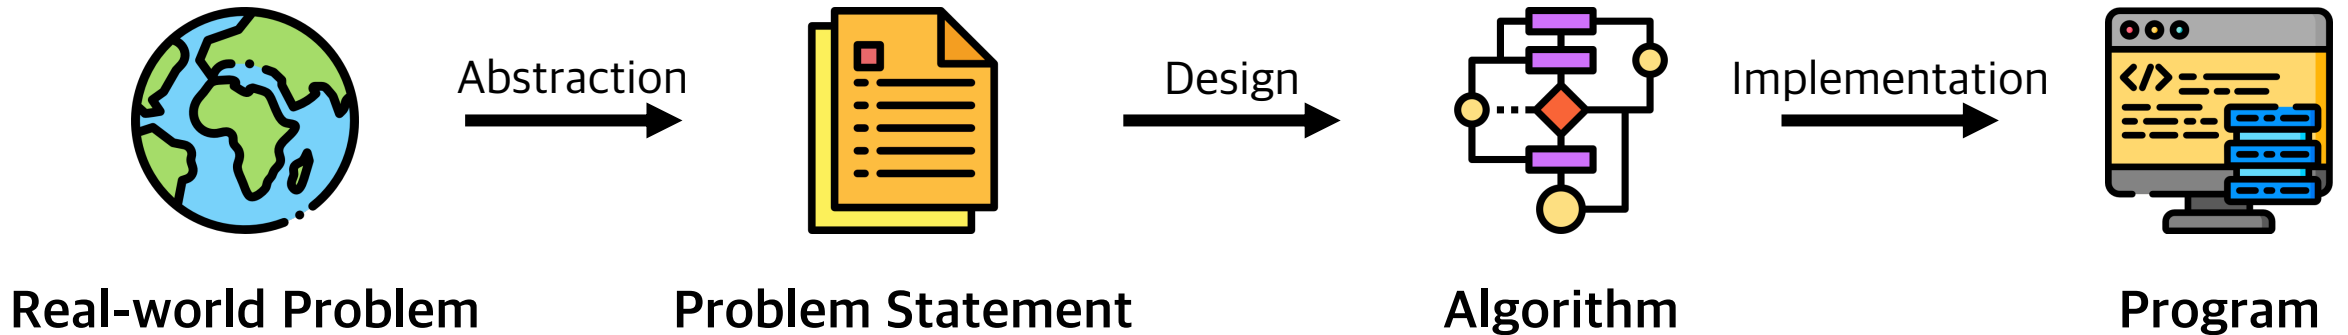 Abstraction
Design
Implementation
</>
Real-world Problem
Problem Statement
Algorithm
Program